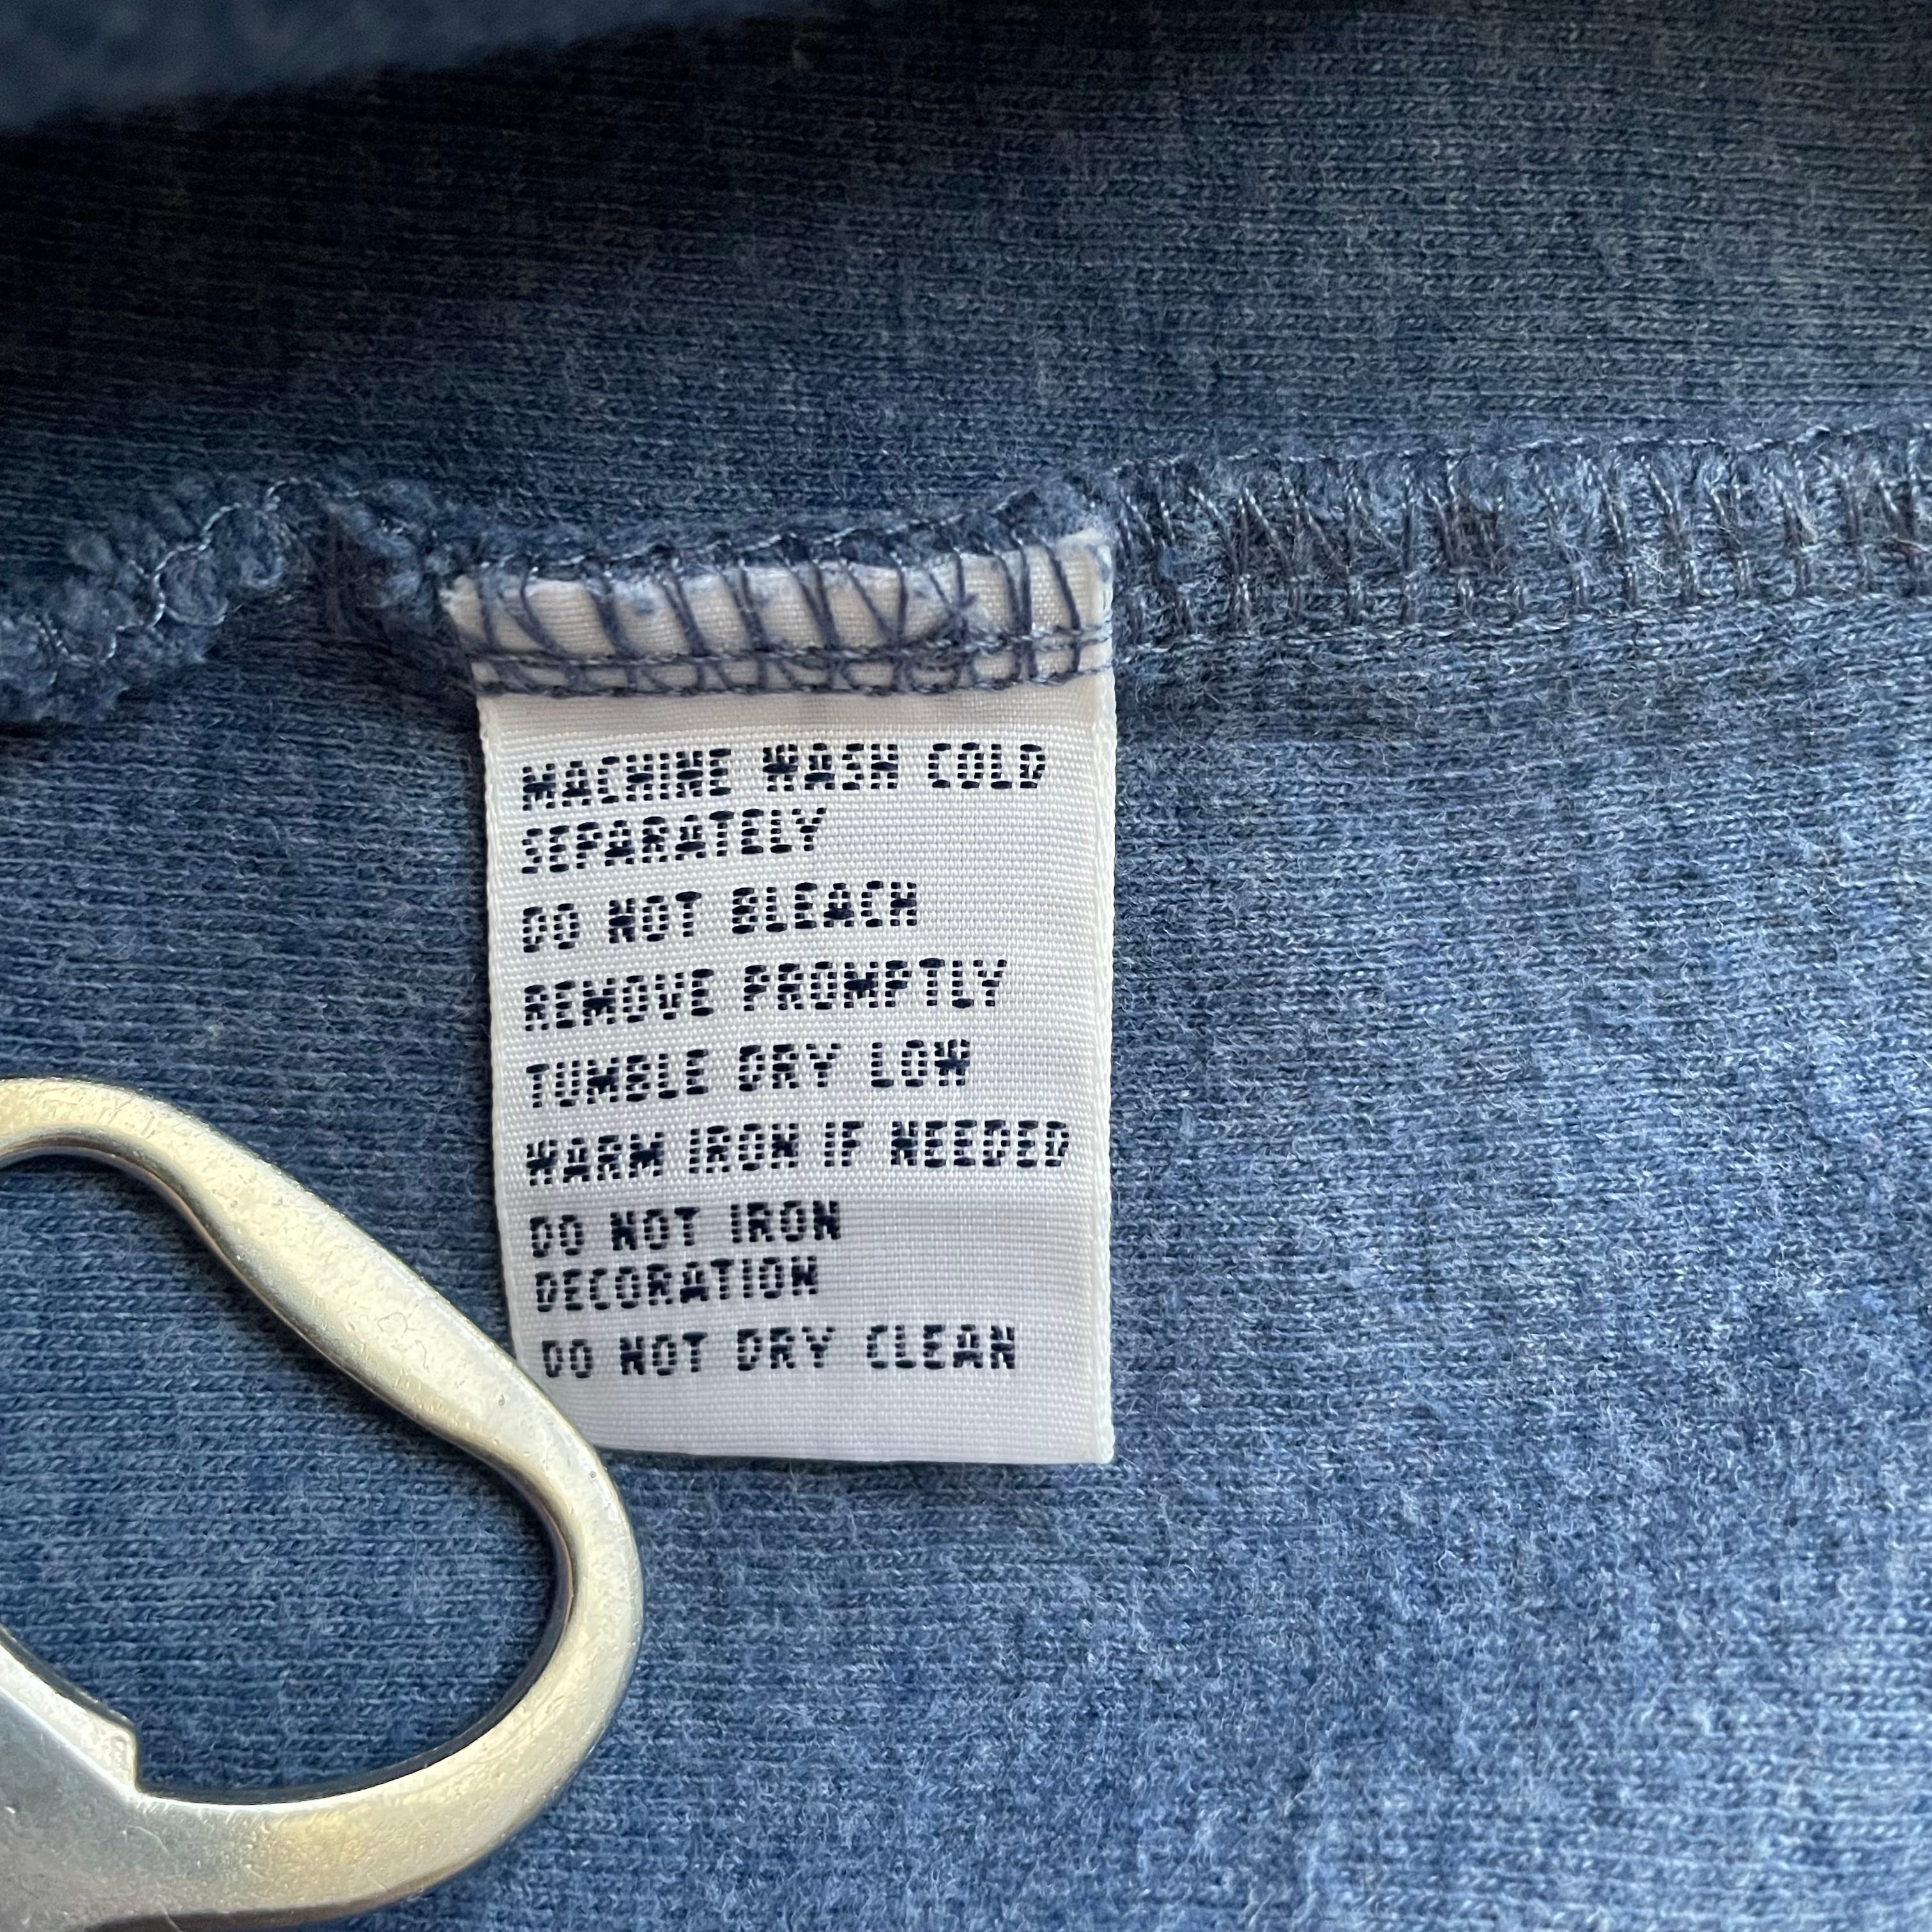 MACHINE WASH COLD
SEPARATELY
DO NOT BLEACH
REMOVE PROMPTLY
TUMBLE DRY LOW
WARM IRON IF NEEDED
DO NOT IRON
DECORATION
DO NOT DRY CLEAN